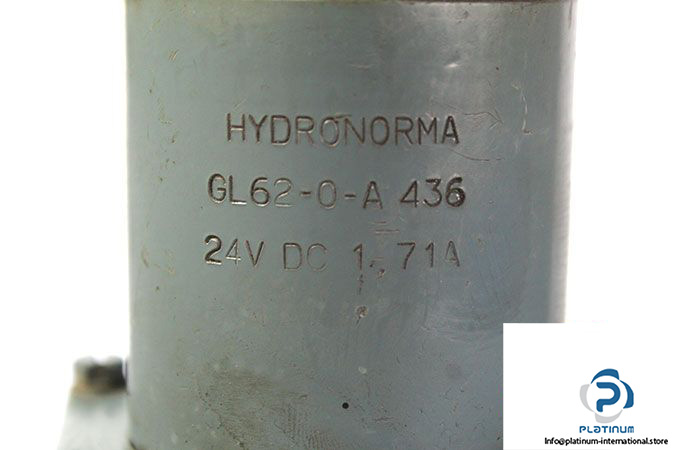 HYDRONORMA
GL62-0-A 436
24V DC 1.71A
PLATINUM
Info@platinum-international.store